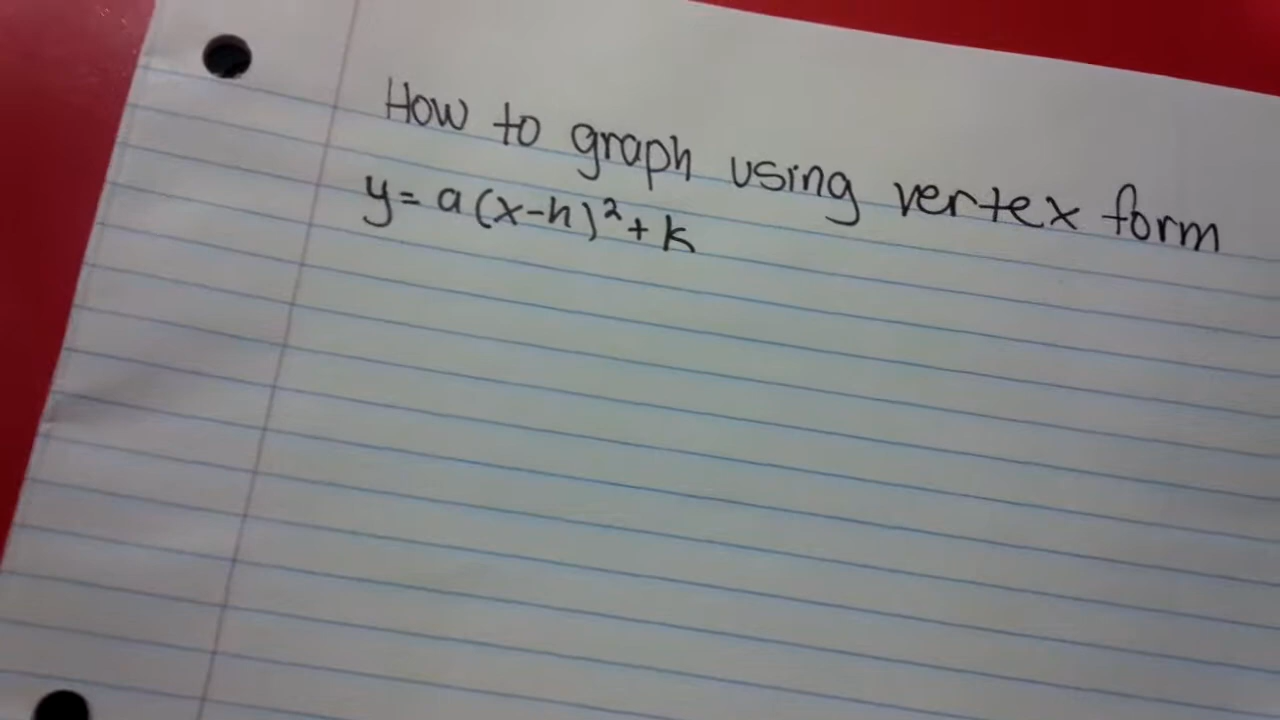 How to graph using vertex form
y = a(x-h)² + k